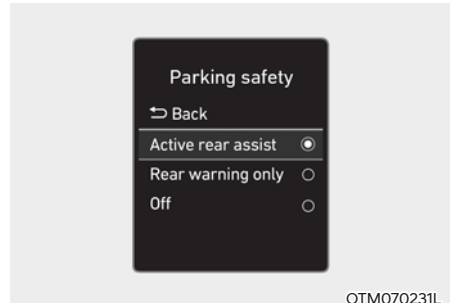 Parking safety
Back
Active rear assist
Rear warning only
Off
OTM070231L